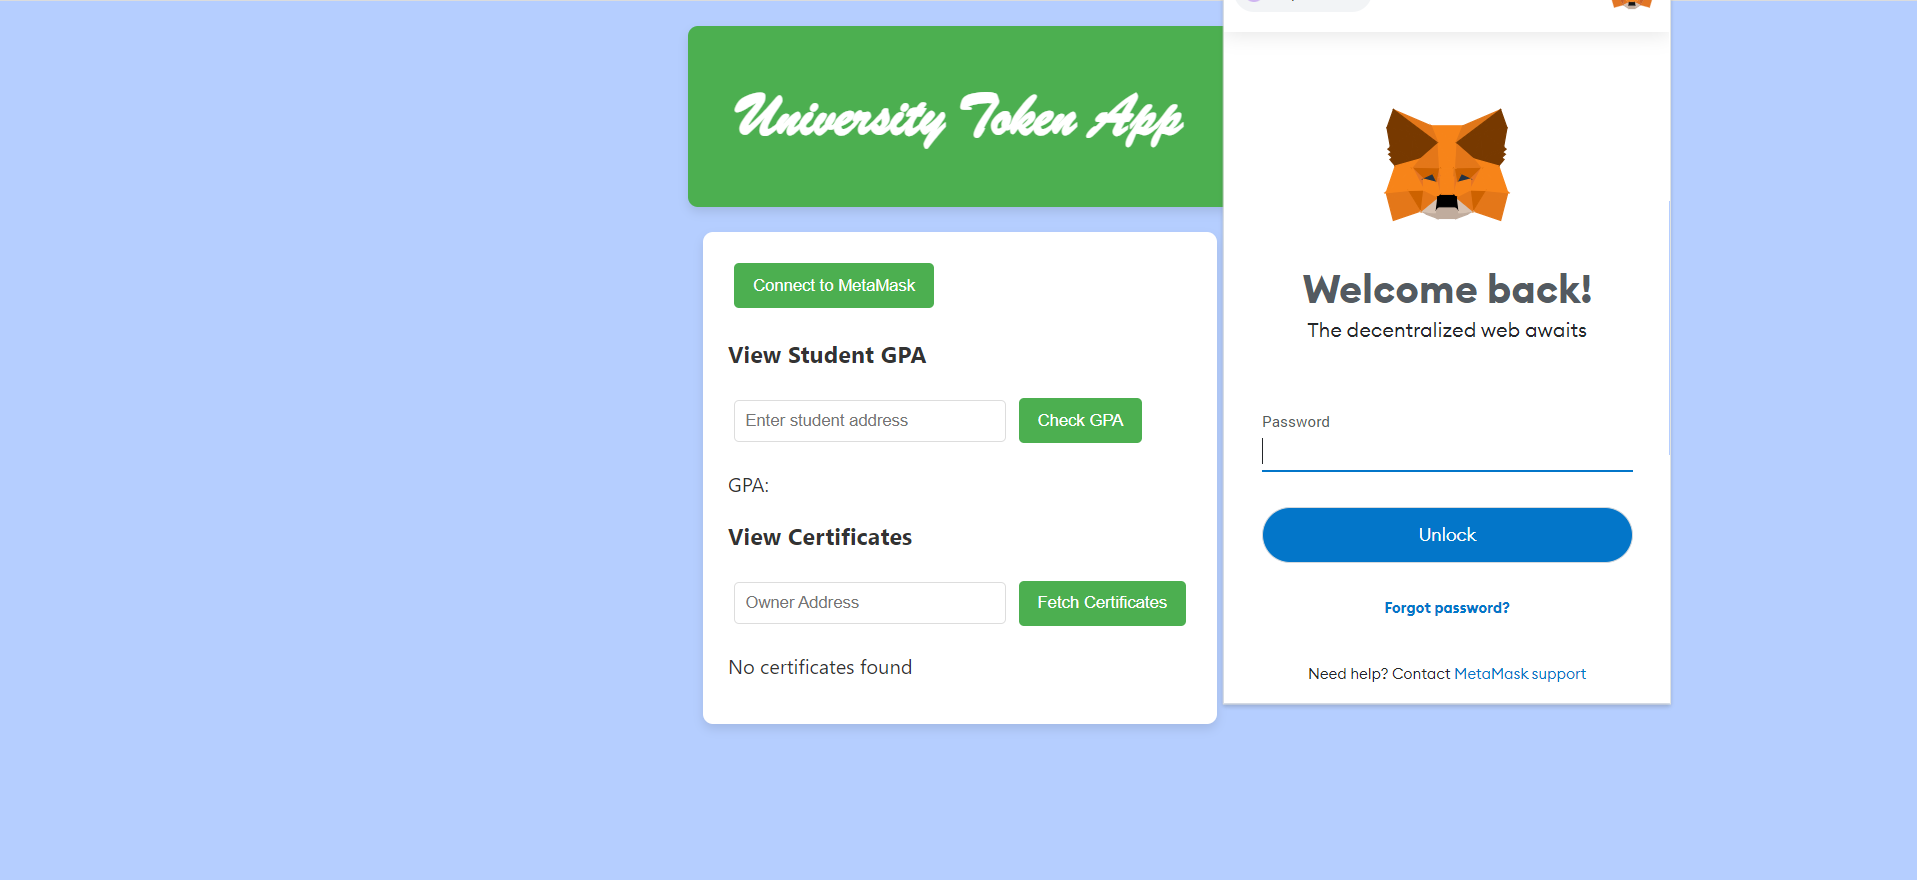 University Token App
Connect to MetaMask
View Student GPA
Enter student address
Check GPA
GPA:
View Certificates
Owner Address
Fetch Certificates
No certificates found
Welcome back!
The decentralized web awaits
Password
Unlock
Forgot password?
Need help? Contact MetaMask support